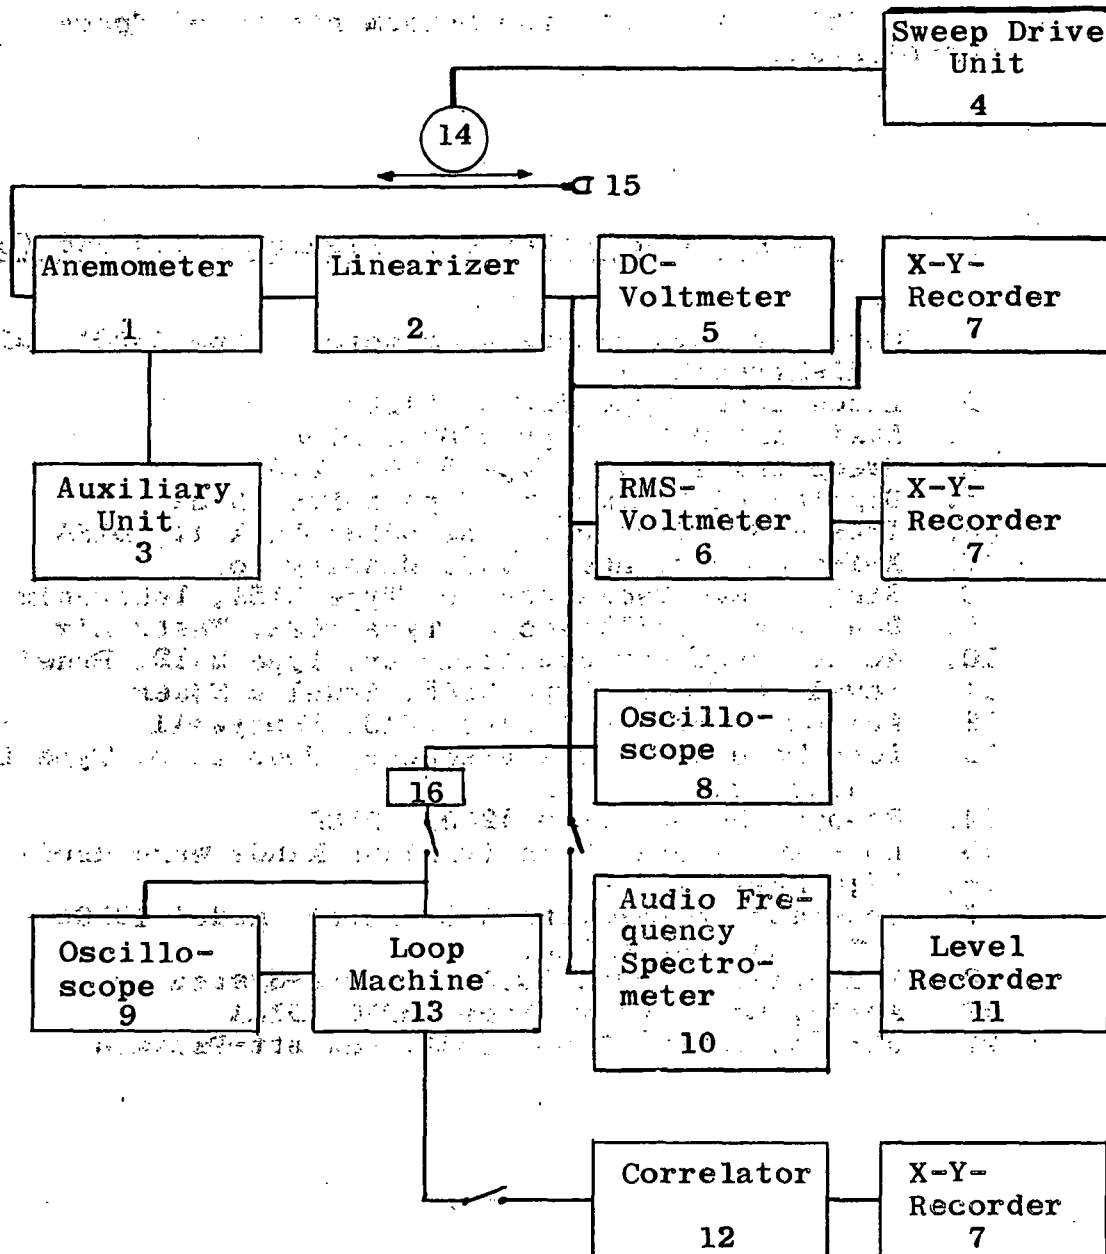 Sweep Drive
Unit
4
14
15
Anemometer
1
Linearizer
2
DC-
Voltmeter
5
X-Y-
Recorder
7
Auxiliary
Unit
3
RMS-
Voltmeter
6
X-Y-
Recorder
7
Oscillo-
scope
8
16
Oscillo-
scope
9
Loop
Machine
13
Audio Fre-
quency
Spectro-
meter
10
Level
Recorder
11
Correlator
12
X-Y-
Recorder
7